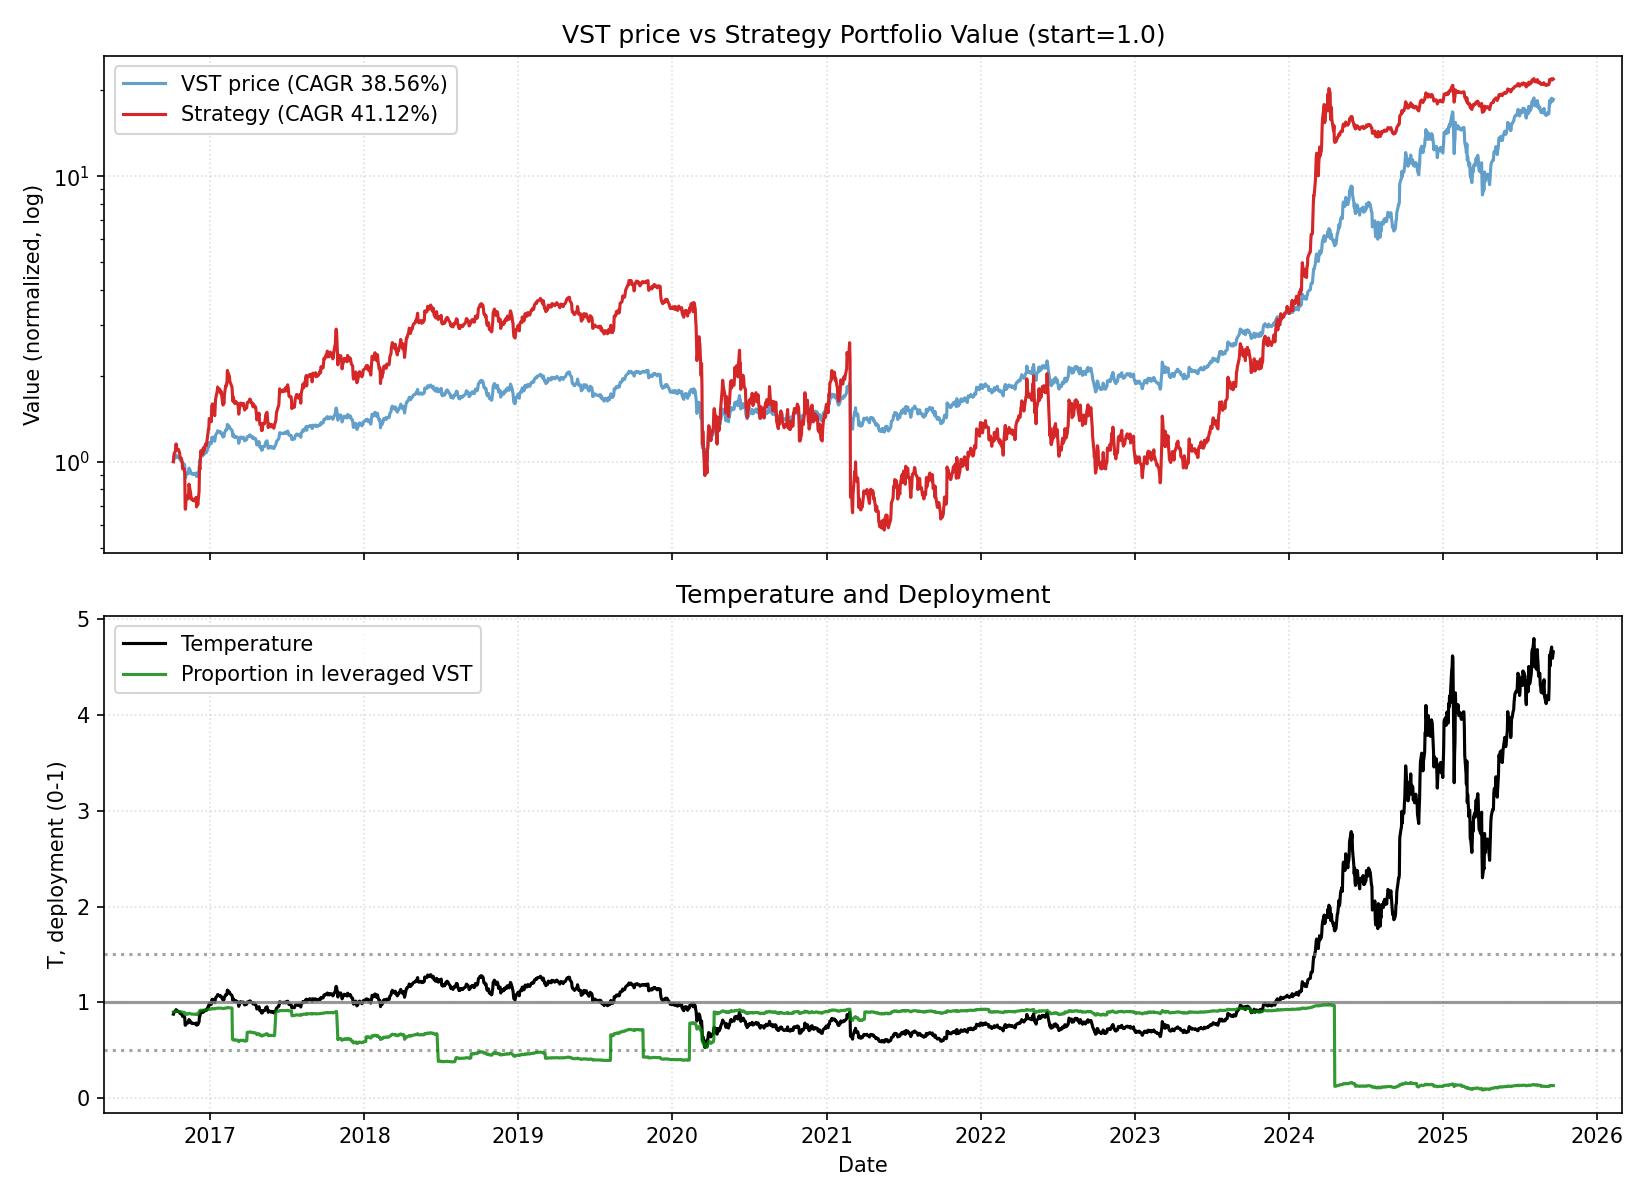 VST price vs Strategy Portfolio Value (start=1.0)
VST price (CAGR 38.56%)
Strategy (CAGR 41.12%)
Value (normalized, log)
10¹
10⁰
Temperature and Deployment
Temperature
Proportion in leveraged VST
T, deployment (0-1)
5
4
3
2
1
0
2017 2018 2019 2020 2021 2022 2023 2024 2025 2026
Date